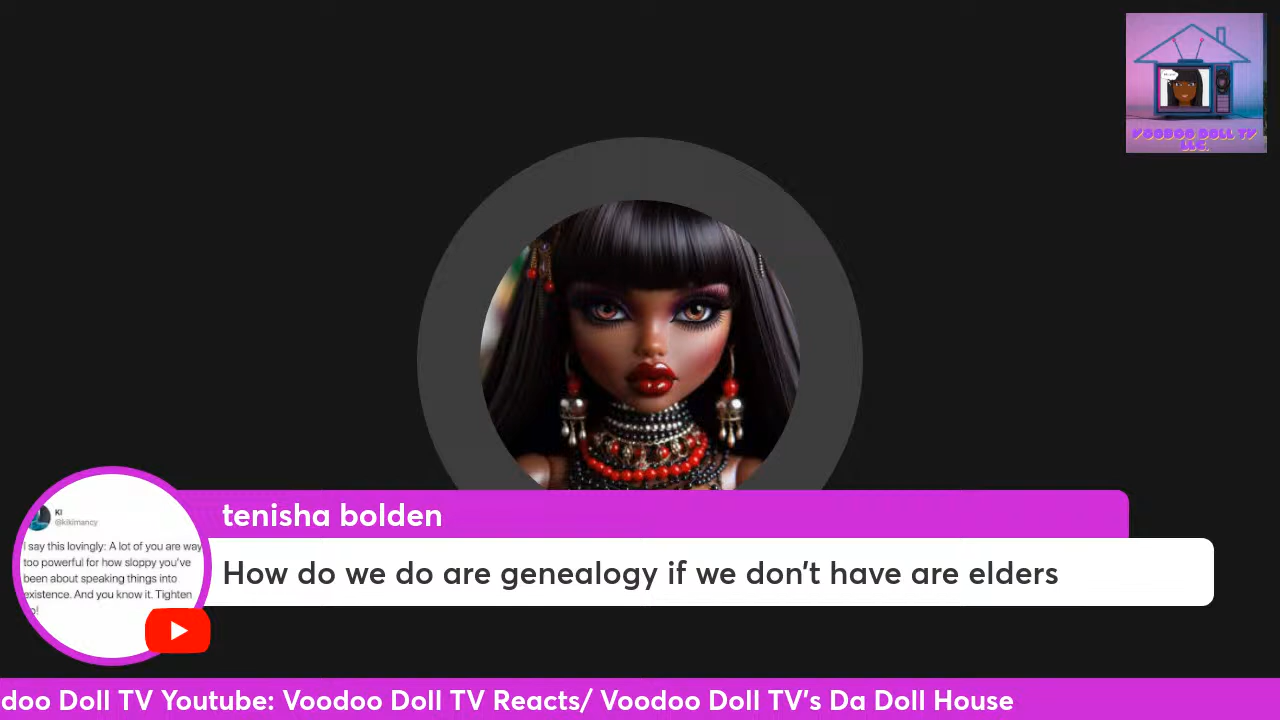 VOODOO DOLL TV
LLC.
KI
@kikimancy
I say this lovingly: A lot of you are way
too powerful for how sloppy you've
been about speaking things into
existence. And you know it. Tighten
tenisha bolden
How do we do are genealogy if we don't have are elders
doo Doll TV Youtube: Voodoo Doll TV Reacts/ Voodoo Doll TV's Da Doll House